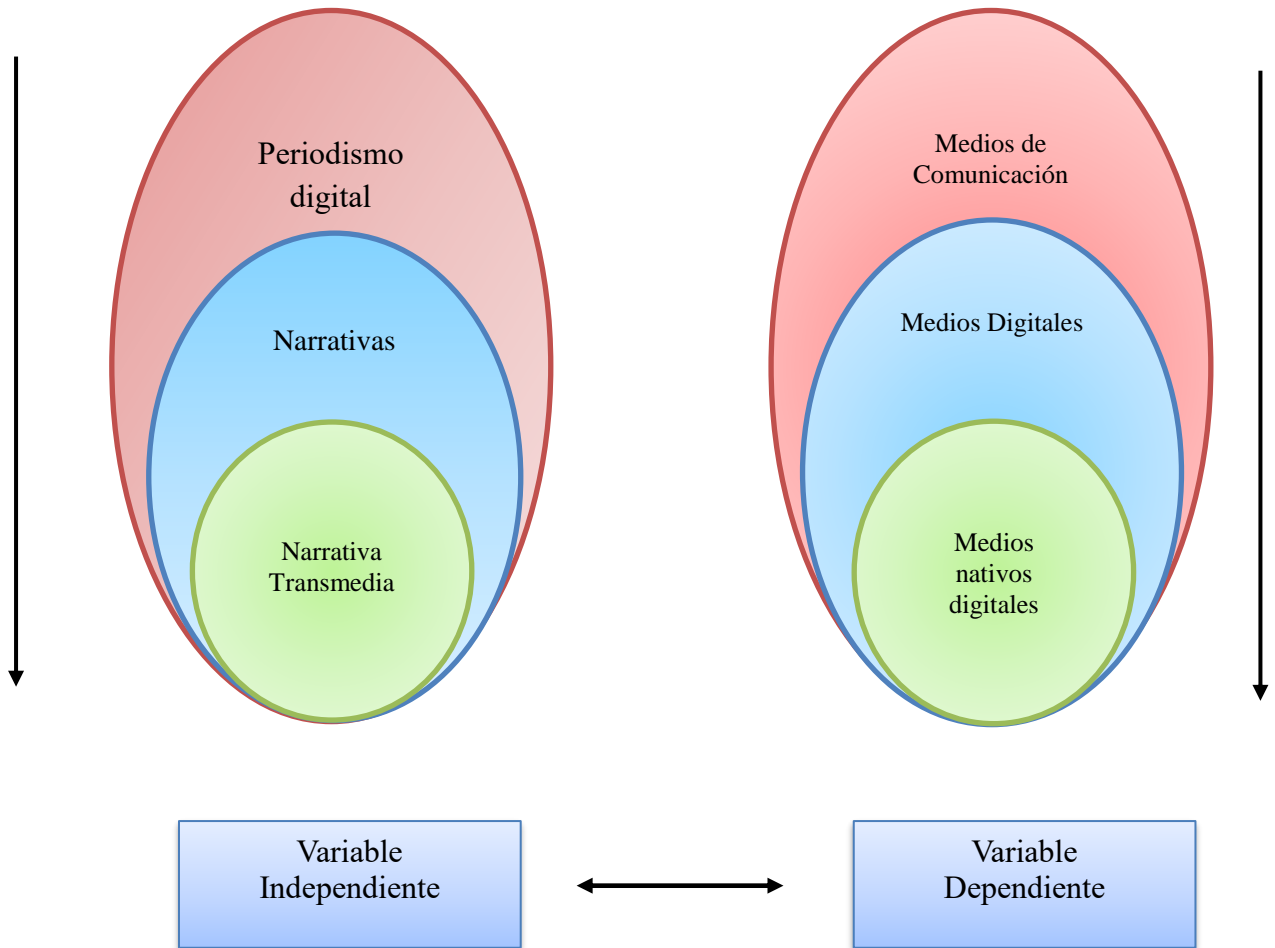 Periodismo
digital
Narrativas
Narrativa
Transmedia
Medios de
Comunicación
Medios Digitales
Medios
nativos
digitales
Variable
Independiente
Variable
Dependiente